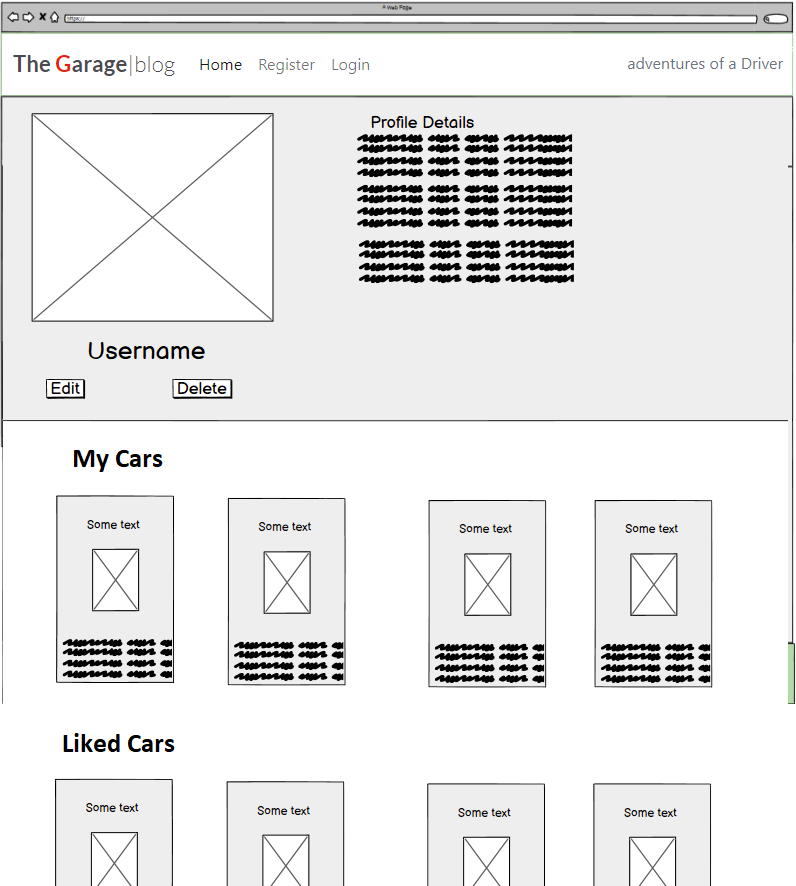 A Web Page
https://
The Garage|blog Home Register Login adventures of a Driver
Profile Details
Username
Edit Delete
My Cars
Some text Some text Some text Some text
Liked Cars
Some text Some text Some text Some text